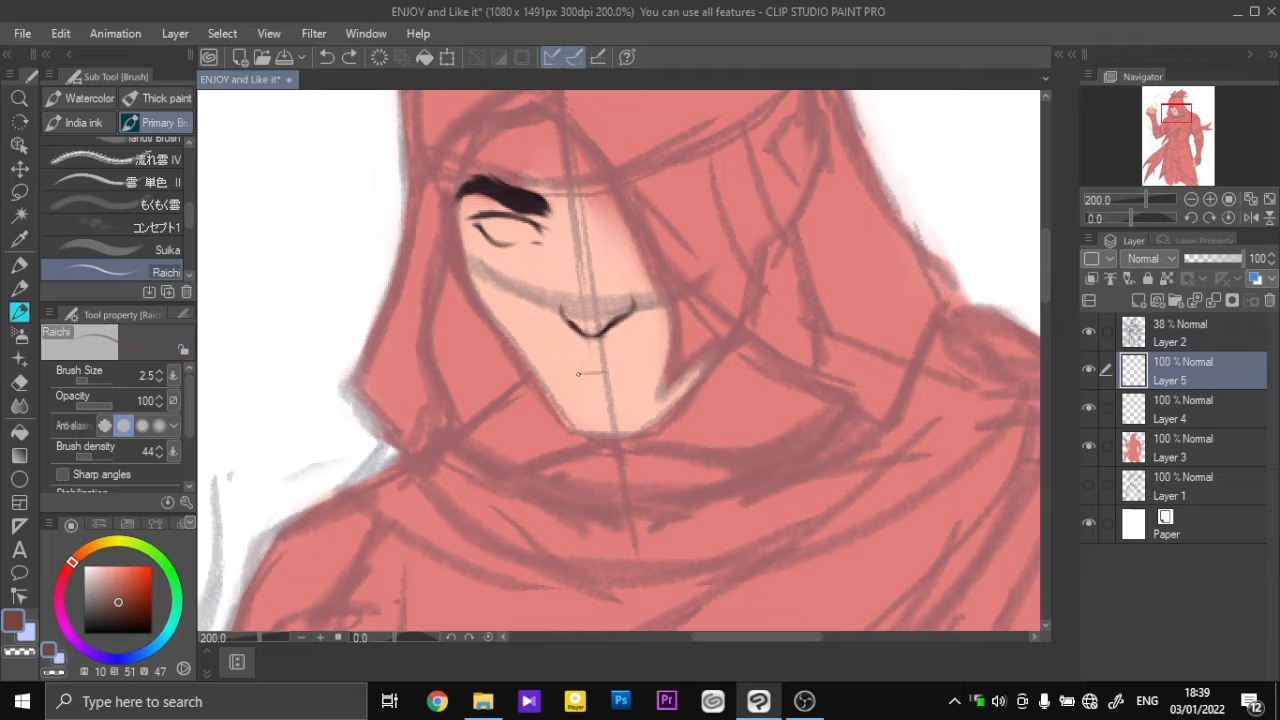 ENJOY and Like it* (1080 x 1491px 300dpi 200.0%)  You can use all features - CLIP STUDIO PAINT PRO
File Edit Animation Layer Select View Filter Window Help
Sub Tool [Brush]
ENJOY and Like it*
Navigator
Watercolor
Thick paint
India ink
Primary Bru
流れ雲 IV
雲 単色 II
もくもく雲
コンセプト1
Suika
Raichi
200.0
0.0
Layer
Layer Property
Normal
100
Tool property [Raic
Raichi
Brush Size 2.5
Opacity 100
Anti-aliasin
Brush density 44
Sharp angles
38 % Normal
Layer 2
100 % Normal
Layer 5
100 % Normal
Layer 4
100 % Normal
Layer 3
100 % Normal
Layer 1
Paper
200.0
0.0
10 51 47
Type here to search
Player
Ps
Pr
ENG
18:39
03/01/2022
12